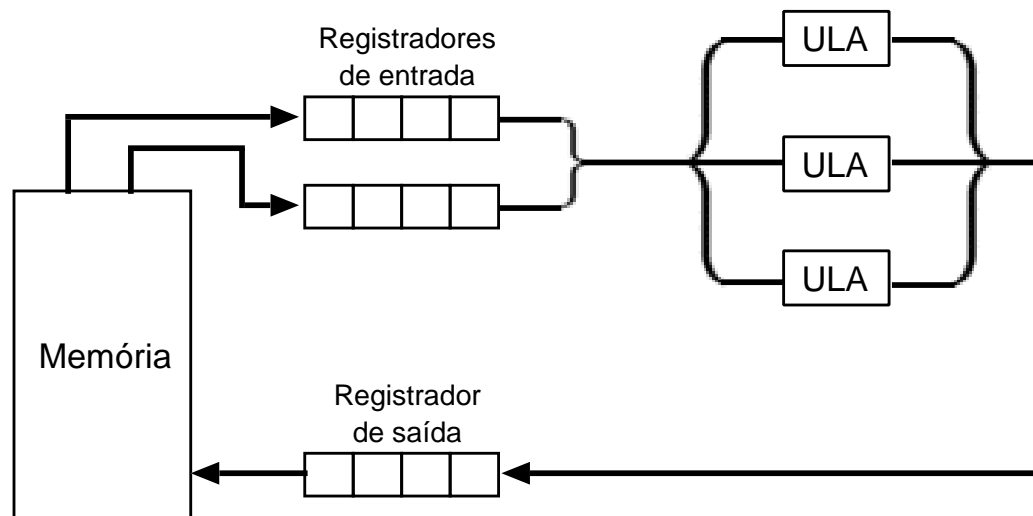 Registradores
de entrada
ULA
ULA
ULA
Memória
Registrador
de saída